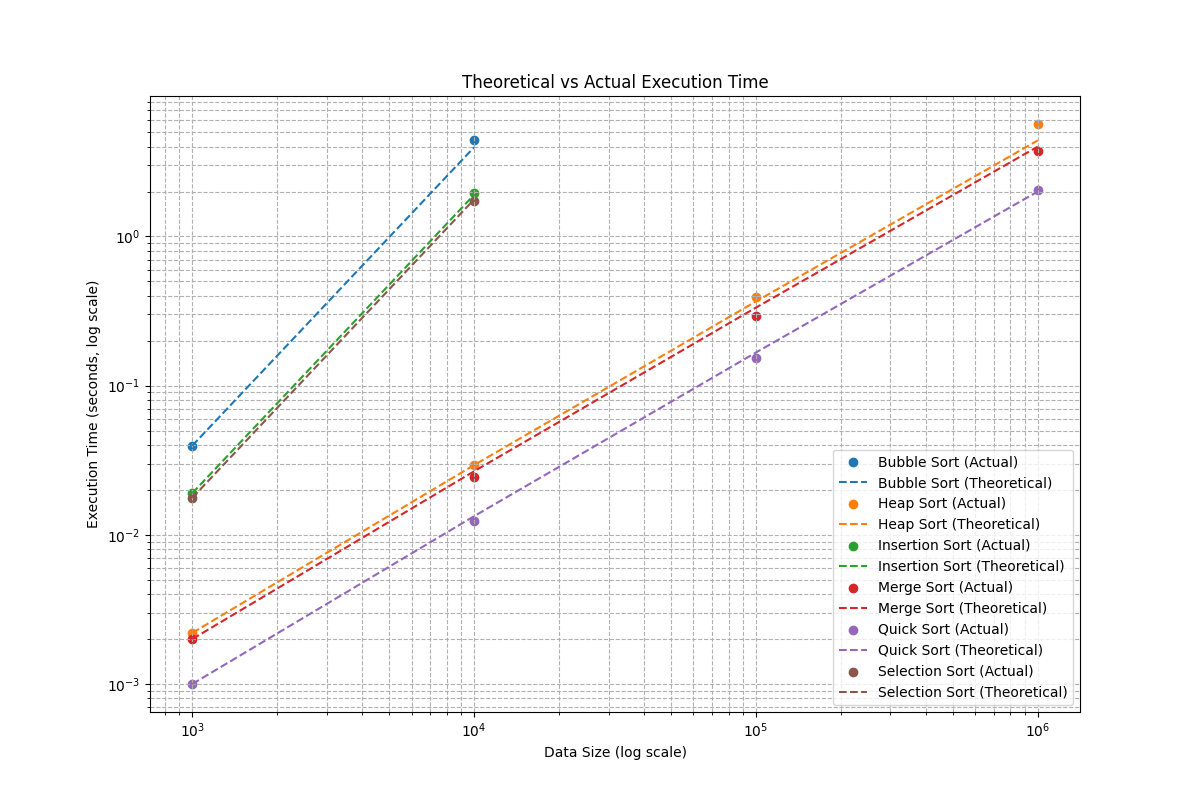 Theoretical vs Actual Execution Time
Execution Time (seconds, log scale)
10⁰
10⁻¹
10⁻²
10⁻³
10³
10⁴
10⁵
10⁶
Data Size (log scale)
Bubble Sort (Actual)
Bubble Sort (Theoretical)
Heap Sort (Actual)
Heap Sort (Theoretical)
Insertion Sort (Actual)
Insertion Sort (Theoretical)
Merge Sort (Actual)
Merge Sort (Theoretical)
Quick Sort (Actual)
Quick Sort (Theoretical)
Selection Sort (Actual)
Selection Sort (Theoretical)